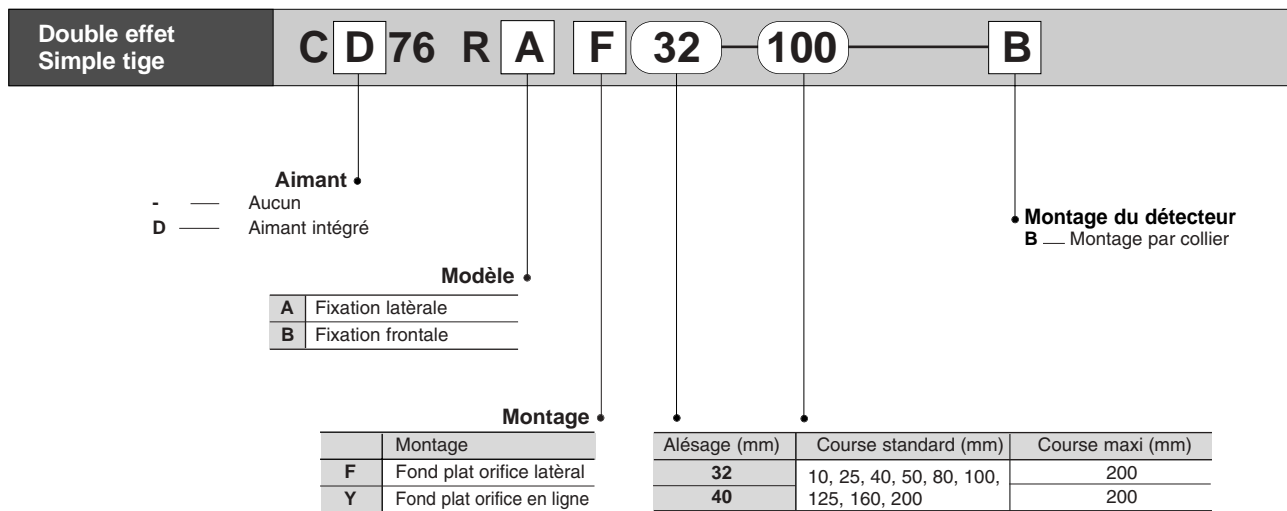 Double effet
Simple tige
C D 76 R A F 32 — 100 — B
Aimant
- — Aucun
D — Aimant intégré
Montage du détecteur
B — Montage par collier
Modèle
A Fixation latèrale
B Fixation frontale
Montage
Montage
F Fond plat orifice latèral
Y Fond plat orifice en ligne
Alésage (mm) Course standard (mm) Course maxi (mm)
32 10, 25, 40, 50, 80, 100, 200
40 125, 160, 200 200